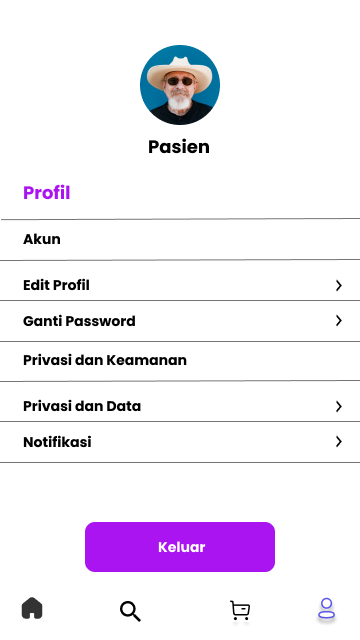 Pasien
Profil
Akun
Edit Profil
Ganti Password
Privasi dan Keamanan
Privasi dan Data
Notifikasi
Keluar